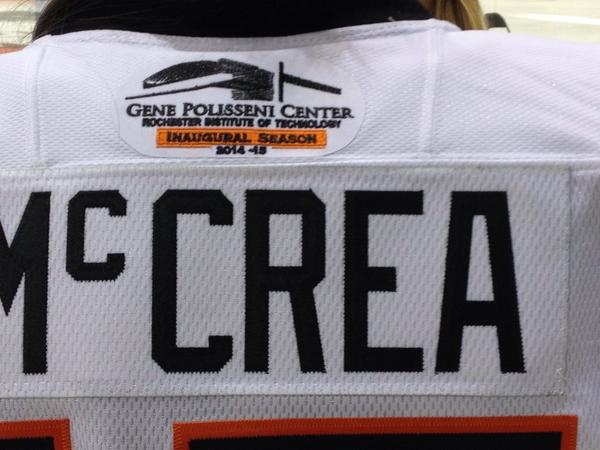 GENE POLISSENI CENTER
ROCHESTER INSTITUTE OF TECHNOLOGY
INAUGURAL SEASON
2014-15
McCREA